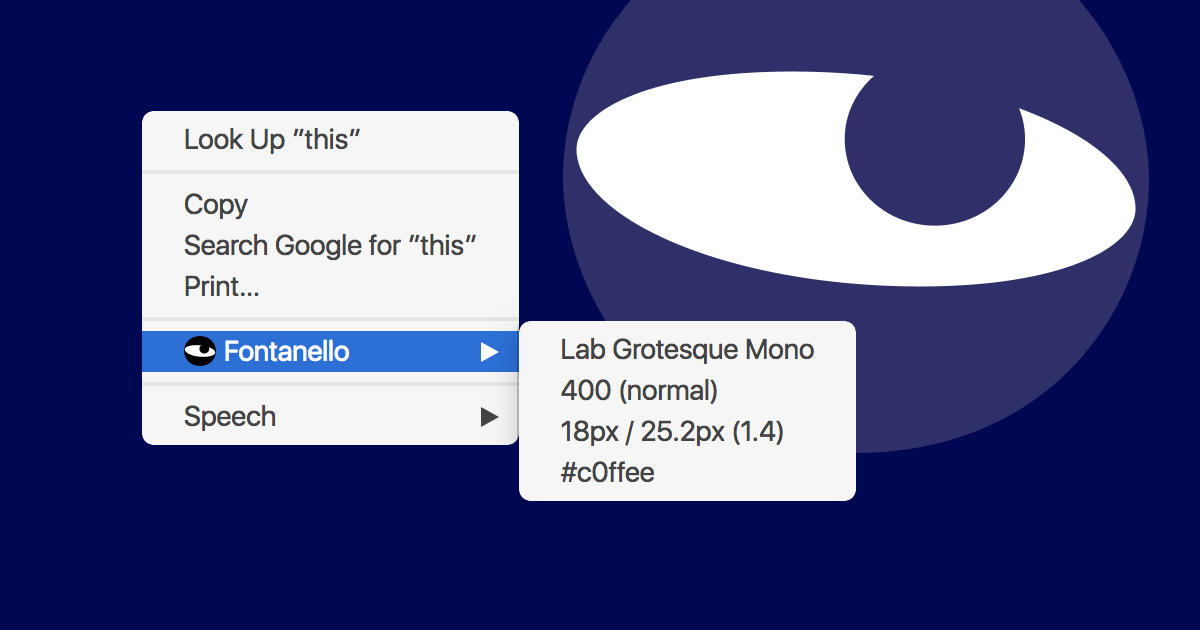 Look Up ”this”
Copy
Search Google for ”this”
Print...
Fontanello
Speech
Lab Grotesque Mono
400 (normal)
18px / 25.2px (1.4)
#c0ffee